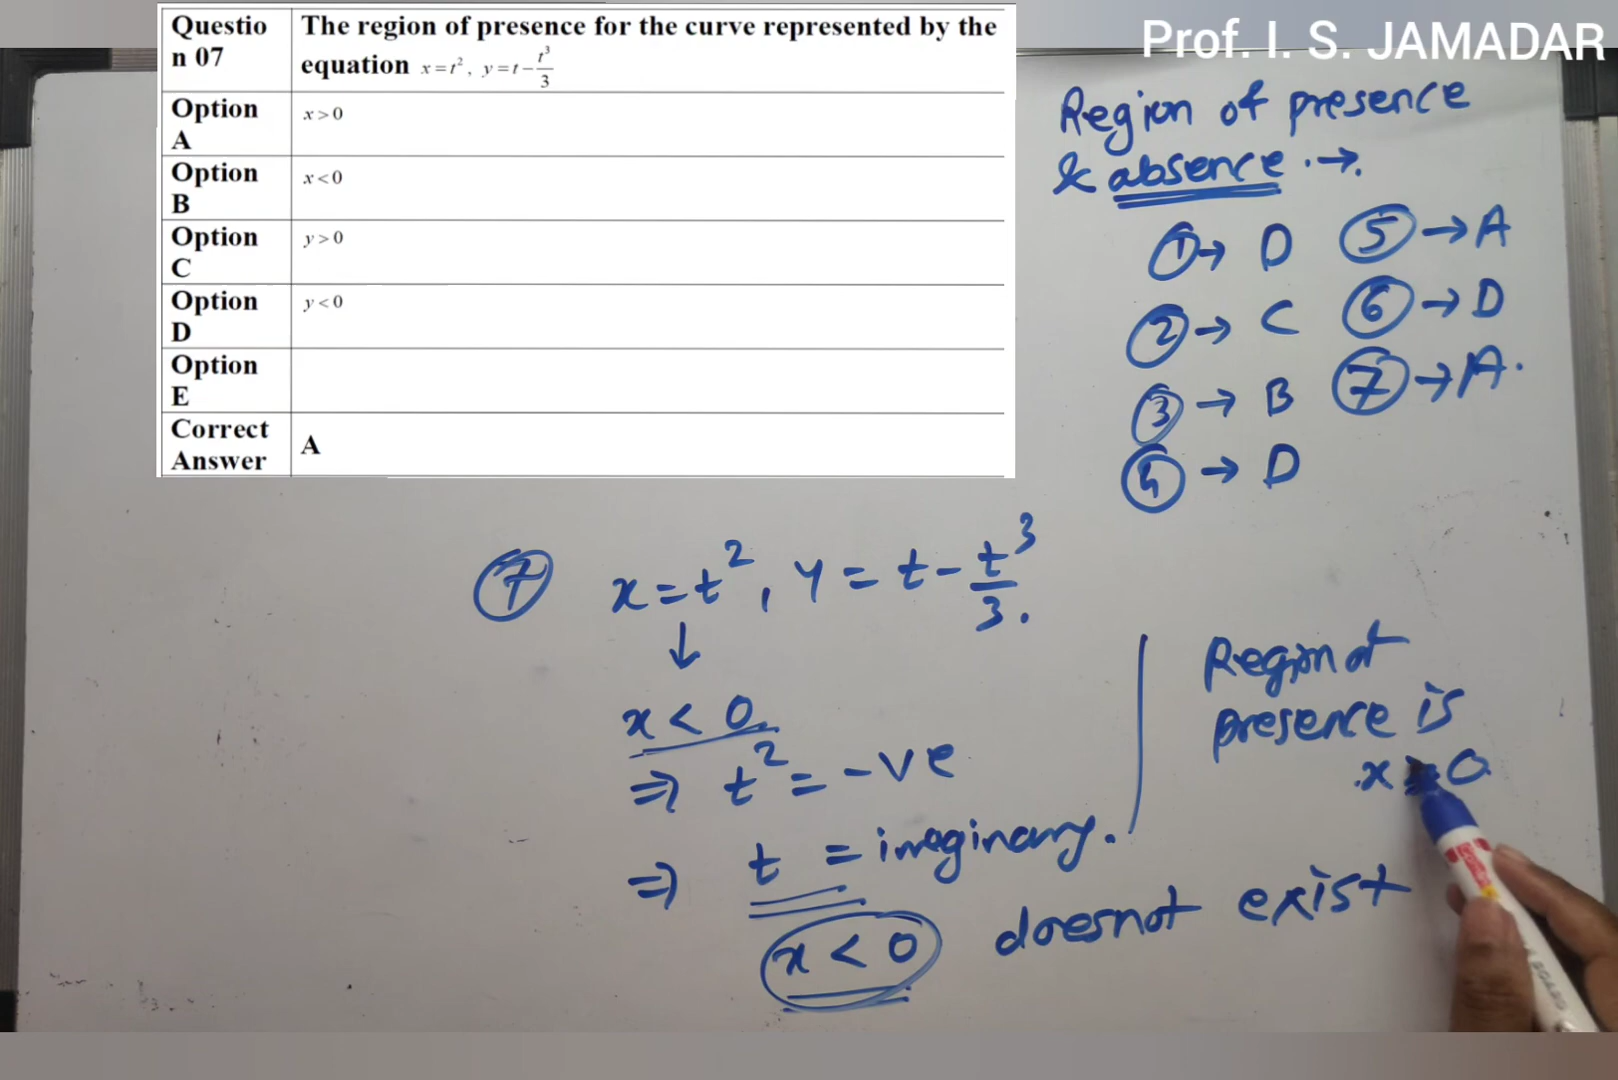 Prof. I. S. JAMADAR
Questio
n 07
The region of presence for the curve represented by the
equation x = t², y = t − t³/3
Option
A
x > 0
Option
B
x < 0
Option
C
y > 0
Option
D
y < 0
Option
E
Correct
Answer
A
Region of presence
& absence →.
① → D
② → C
③ → B
④ → D
⑤ → A
⑥ → D
⑦ → A.
⑦ x = t², y = t − t³/3.
↓
x < 0
⇒ t² = −ve
⇒ t = imaginary.
x < 0 does not exist
Region of
presence is
x 0